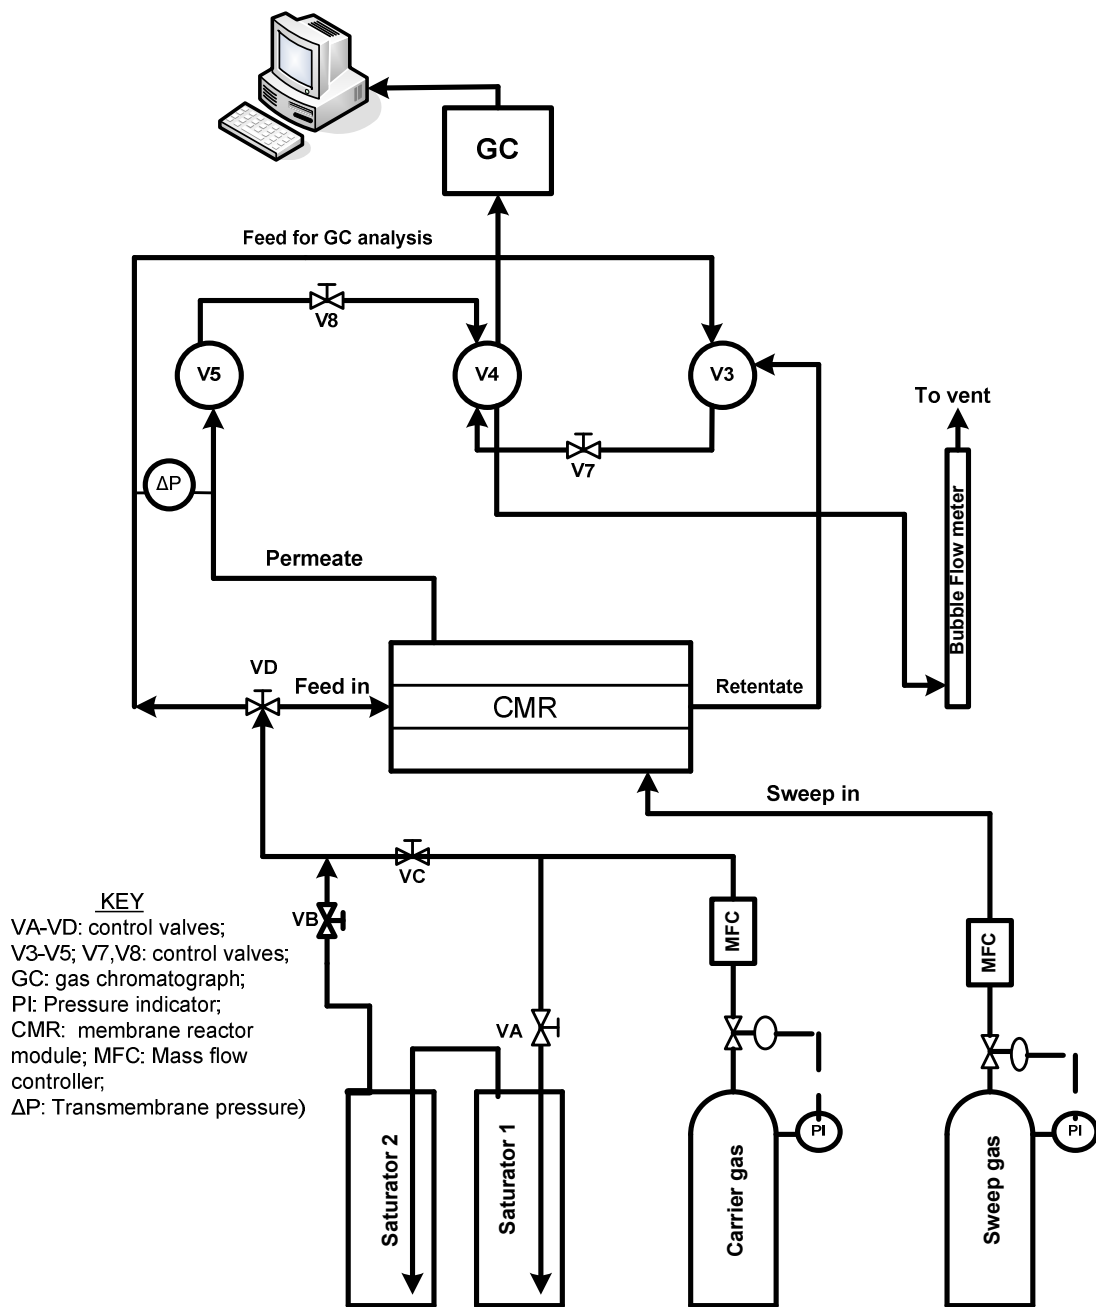 GC
Feed for GC analysis
V8
V5
V4
V3
To vent
V7
ΔP
Bubble Flow meter
Permeate
VD
Feed in
Retentate
CMR
Sweep in
VC
KEY
VA-VD: control valves;
V3-V5; V7,V8: control valves;
GC: gas chromatograph;
PI: Pressure indicator;
CMR: membrane reactor
module; MFC: Mass flow
controller;
ΔP: Transmembrane pressure)
VB
MFC
MFC
VA
Saturator 2
Saturator 1
Carrier gas
PI
Sweep gas
PI